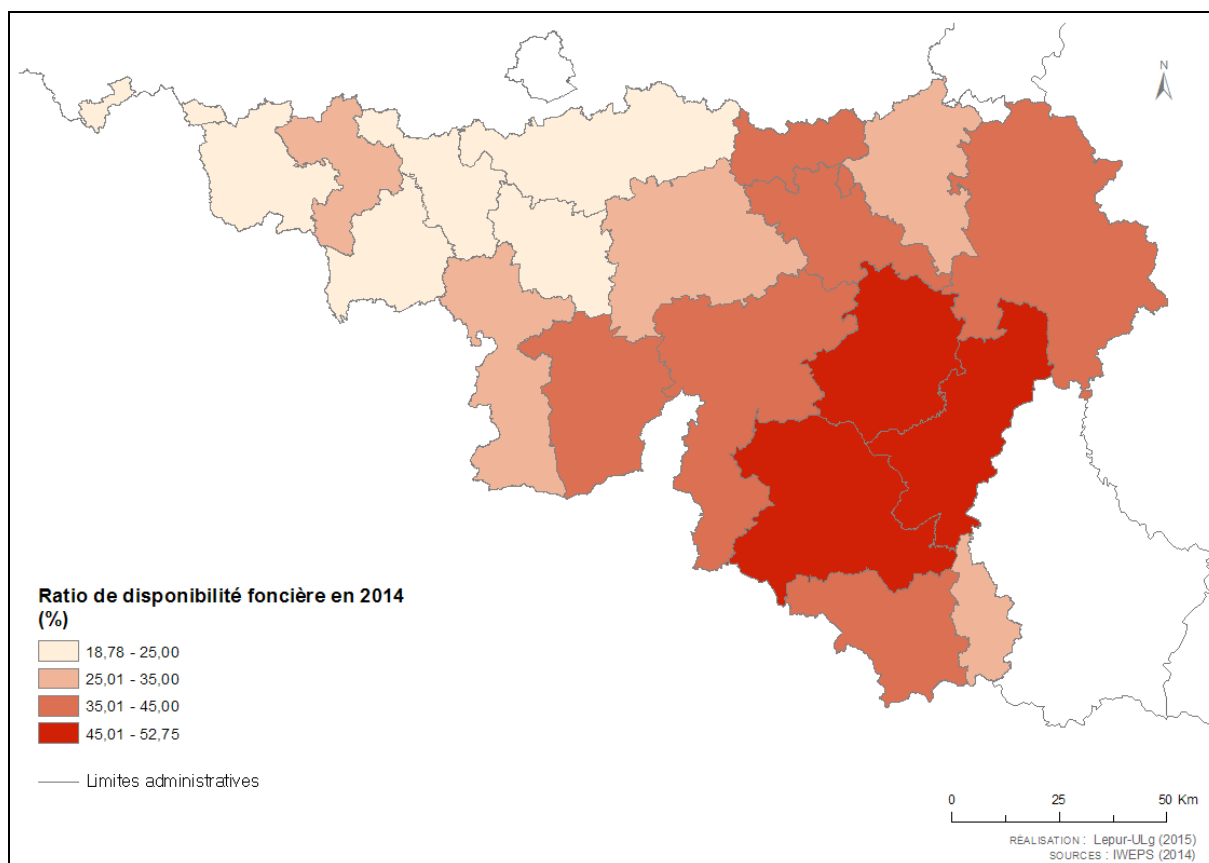 N
Ratio de disponibilité foncière en 2014
(%)
18,78 - 25,00
25,01 - 35,00
35,01 - 45,00
45,01 - 52,75
Limites administratives
0 25 50 Km
RÉALISATION : Lepur-ULg (2015)
SOURCES : IWEPS (2014)